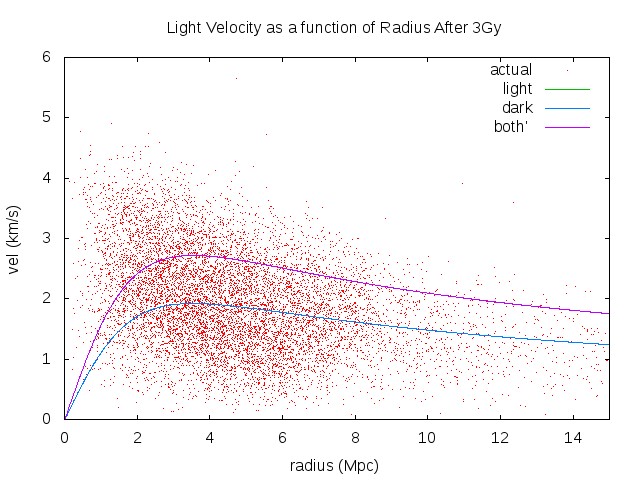 Light Velocity as a function of Radius After 3Gy
actual
light
dark
both'
vel (km/s)
6
5
4
3
2
1
0
0 2 4 6 8 10 12 14
radius (Mpc)